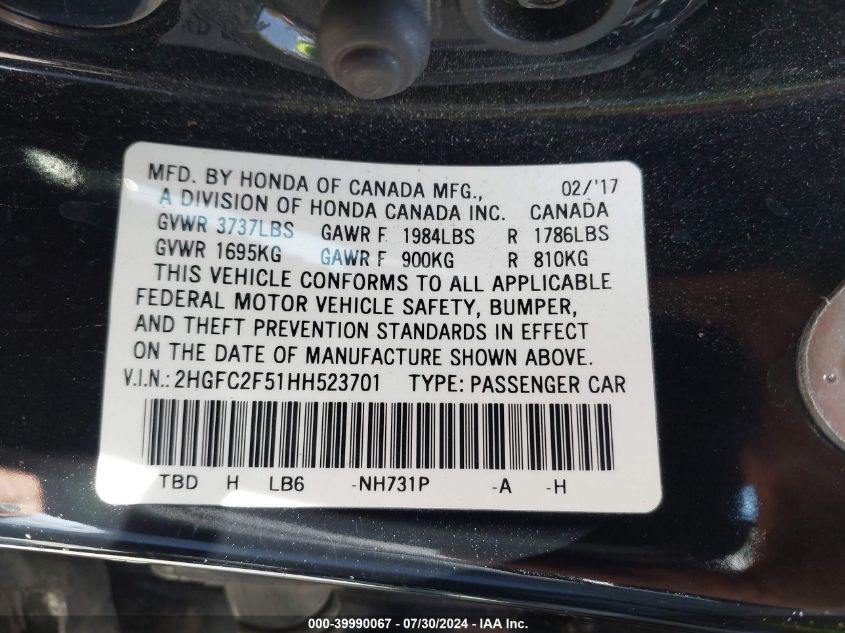 MFD. BY HONDA OF CANADA MFG., 02/'17
A DIVISION OF HONDA CANADA INC. CANADA
GVWR 3737LBS GAWR F 1984LBS R 1786LBS
GVWR 1695KG GAWR F 900KG R 810KG
THIS VEHICLE CONFORMS TO ALL APPLICABLE
FEDERAL MOTOR VEHICLE SAFETY, BUMPER,
AND THEFT PREVENTION STANDARDS IN EFFECT
ON THE DATE OF MANUFACTURE SHOWN ABOVE.
V.I.N.: 2HGFC2F51HH523701 TYPE: PASSENGER CAR
TBD H LB6 -NH731P -A -H
000-39990067 / 07/30/2024 - IAA Inc.